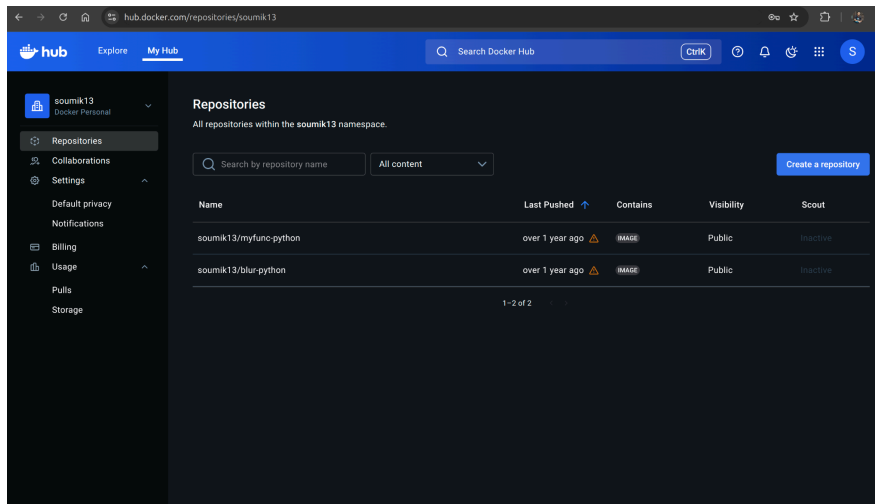 hub.docker.com/repositories/soumik13
hub Explore My Hub Search Docker Hub CtrlK S
soumik13
Docker Personal
Repositories
Collaborations
Settings
Default privacy
Notifications
Billing
Usage
Pulls
Storage
Repositories
All repositories within the soumik13 namespace.
Search by repository name All content Create a repository
Name Last Pushed Contains Visibility Scout
soumik13/myfunc-python over 1 year ago IMAGE Public Inactive
soumik13/blur-python over 1 year ago IMAGE Public Inactive
1–2 of 2